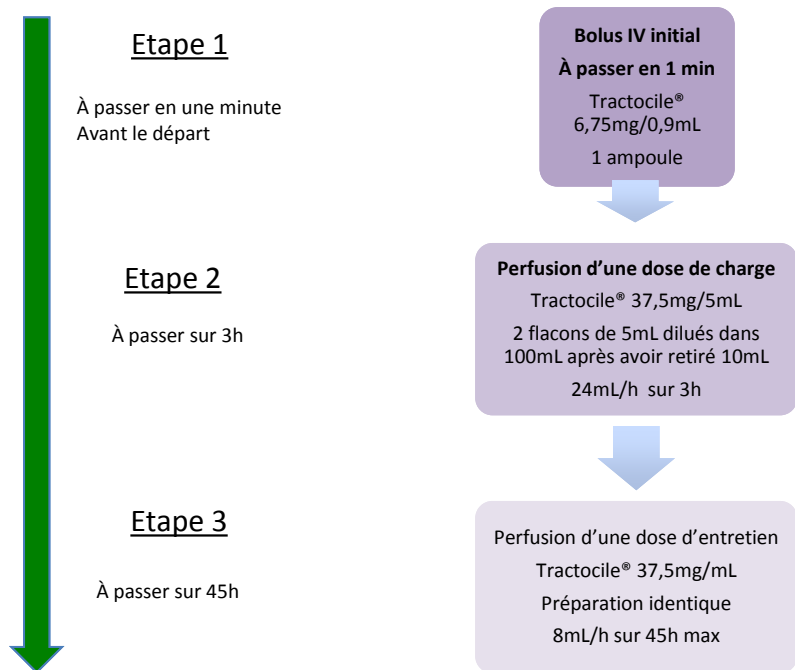 Etape 1
À passer en une minute
Avant le départ
Bolus IV initial
À passer en 1 min
Tractocile®
6,75mg/0,9mL
1 ampoule
Etape 2
À passer sur 3h
Perfusion d’une dose de charge
Tractocile® 37,5mg/5mL
2 flacons de 5mL dilués dans
100mL après avoir retiré 10mL
24mL/h sur 3h
Etape 3
À passer sur 45h
Perfusion d’une dose d’entretien
Tractocile® 37,5mg/mL
Préparation identique
8mL/h sur 45h max